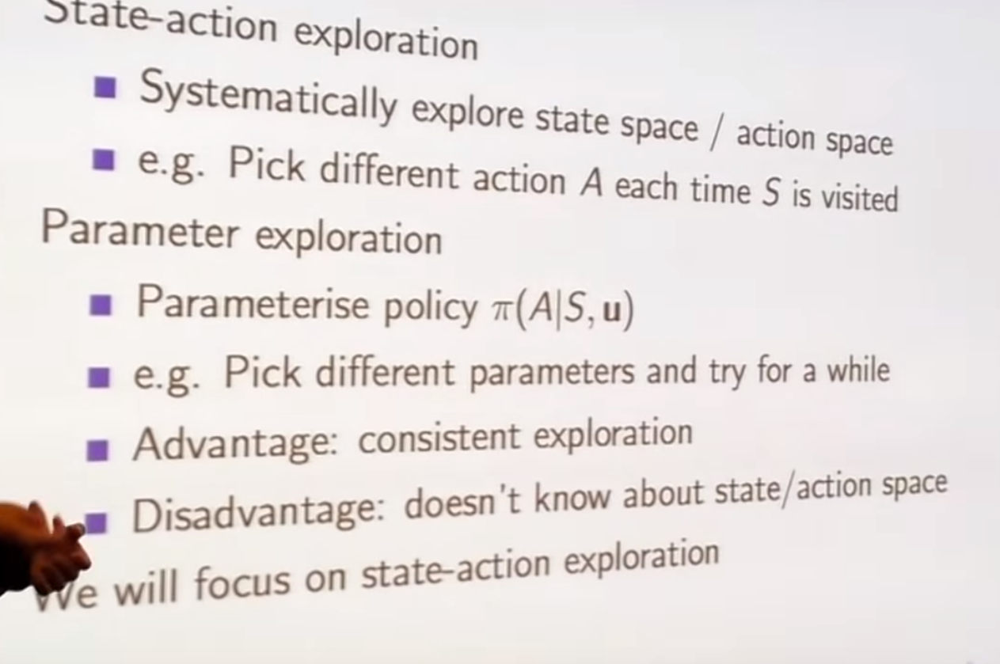 State-action exploration
Systematically explore state space / action space
e.g. Pick different action A each time S is visited
Parameter exploration
Parameterise policy π(A|S, u)
e.g. Pick different parameters and try for a while
Advantage: consistent exploration
Disadvantage: doesn't know about state/action space
We will focus on state-action exploration